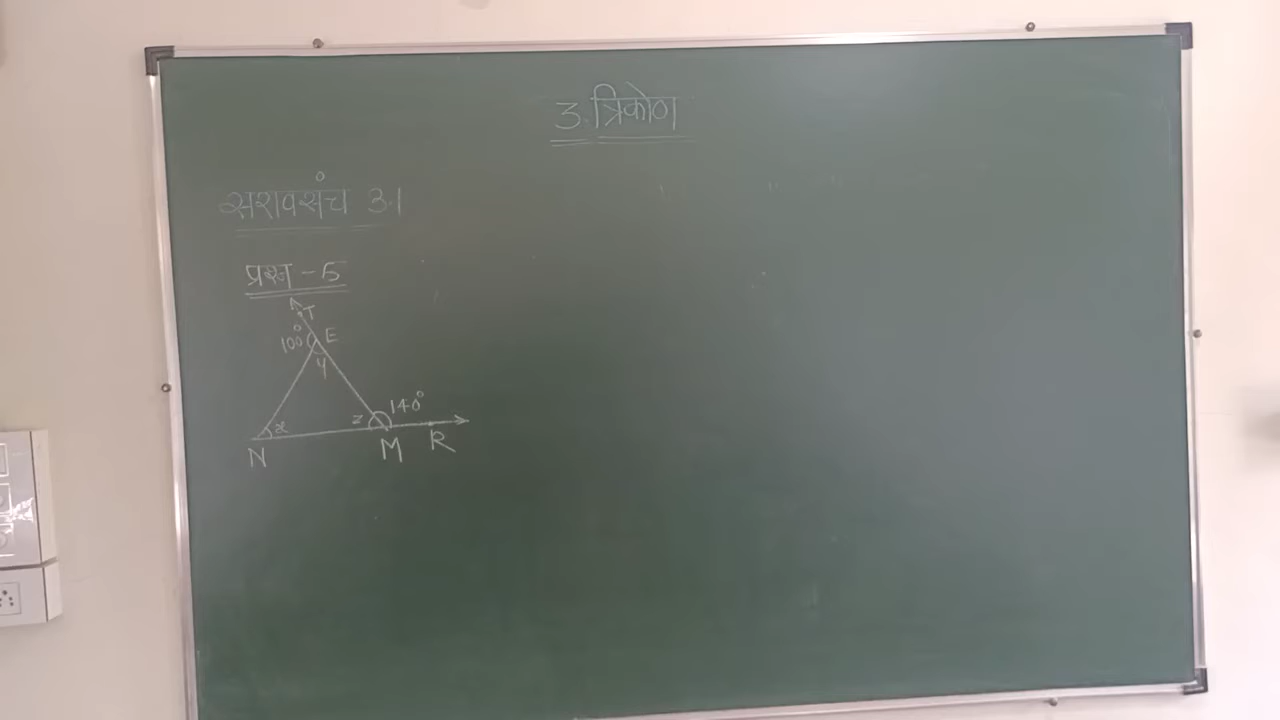 3. त्रिकोण
सरावसंच 3.1
प्रश्न - 5
T
100° E
y
x z 140°
N M R